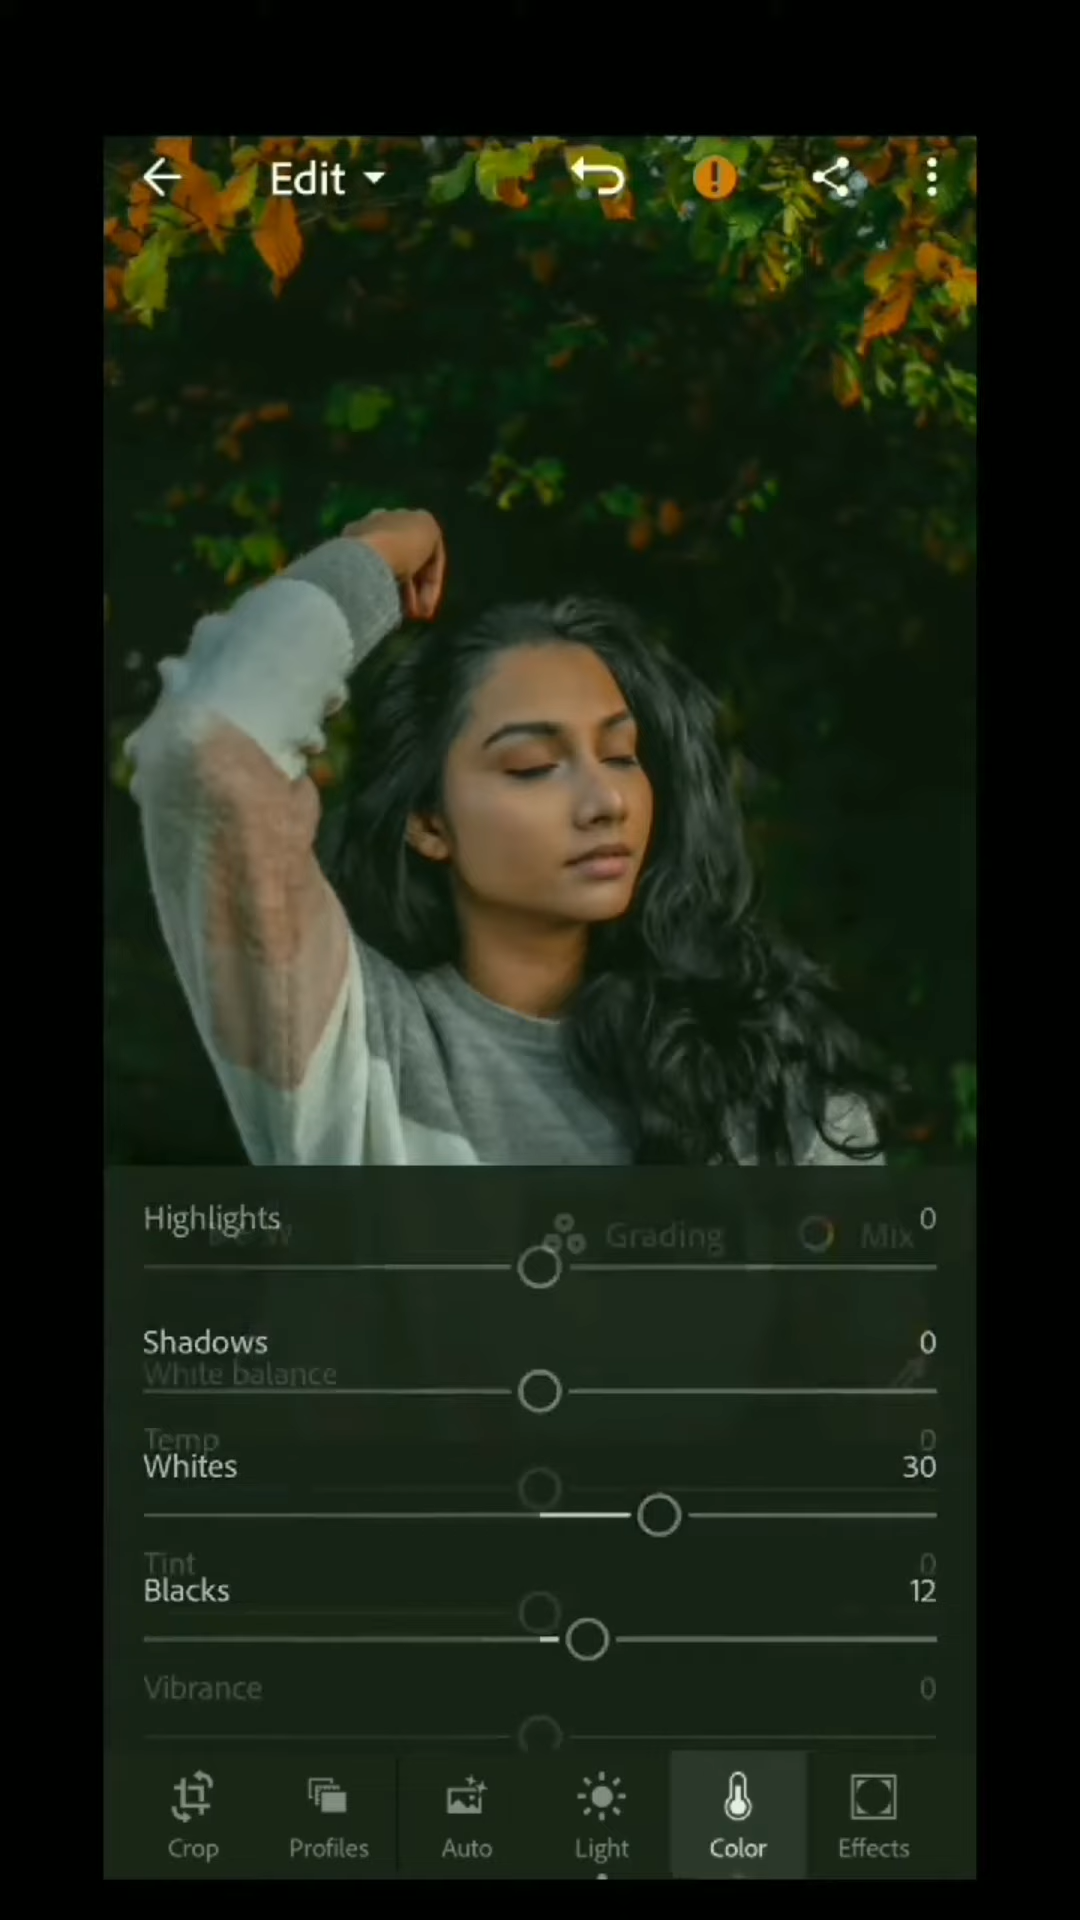 Edit
Highlights 0
B&W Grading Mix
Shadows 0
White balance
Temp 0
Whites 30
Tint 0
Blacks 12
Vibrance 0
Crop Profiles Auto Light Color Effects